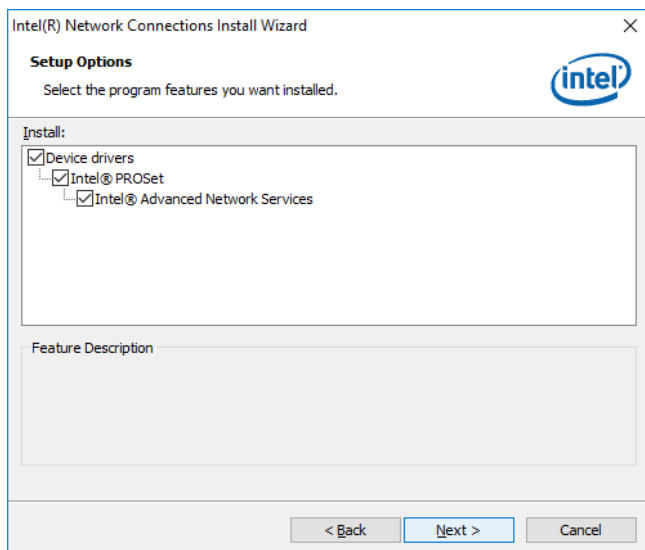 Intel(R) Network Connections Install Wizard
Setup Options
Select the program features you want installed.
intel
Install:
Device drivers
Intel® PROSet
Intel® Advanced Network Services
Feature Description
< Back
Next >
Cancel